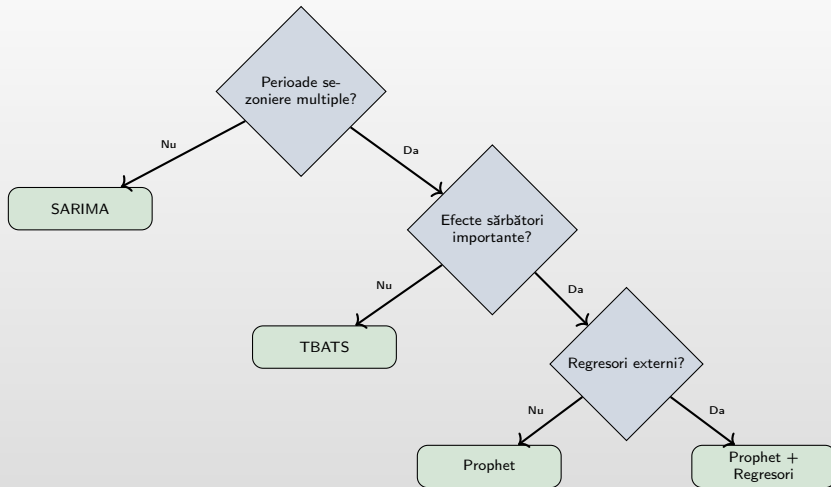 Perioade se-
zoniere multiple?
Nu
Da
SARIMA
Efecte sărbători
importante?
Nu
Da
TBATS
Regresori externi?
Nu
Da
Prophet
Prophet +
Regresori